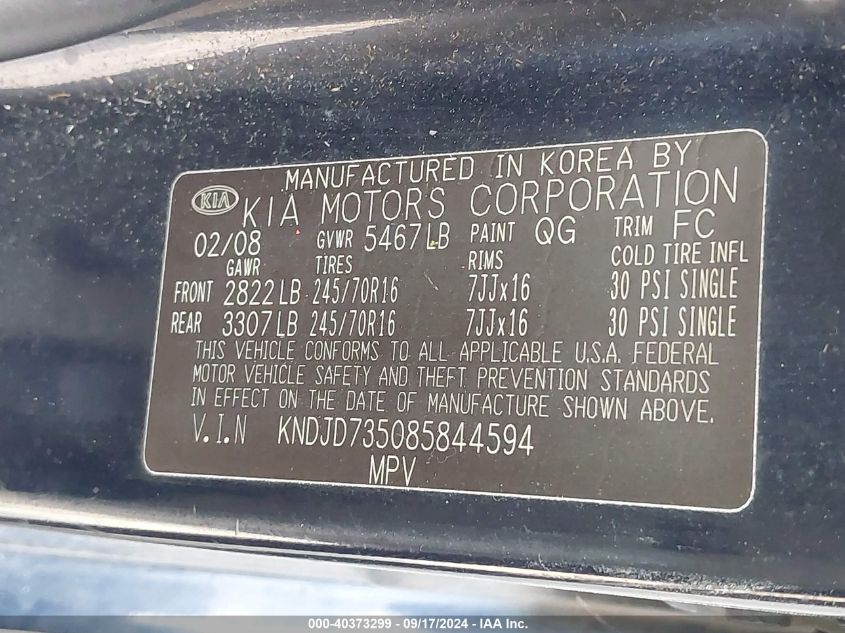 MANUFACTURED IN KOREA BY
KIA KIA MOTORS CORPORATION
02/08 GVWR 5467LB PAINT QG TRIM FC
GAWR TIRES RIMS COLD TIRE INFL
FRONT 2822LB 245/70R16 7JJx16 30 PSI SINGLE
REAR 3307LB 245/70R16 7JJx16 30 PSI SINGLE
THIS VEHICLE CONFORMS TO ALL APPLICABLE U.S.A. FEDERAL
MOTOR VEHICLE SAFETY AND THEFT PREVENTION STANDARDS
IN EFFECT ON THE DATE OF MANUFACTURE SHOWN ABOVE.
V.I.N KNDJD735085844594
MPV
000-40373299 - 09/17/2024 - IAA Inc.